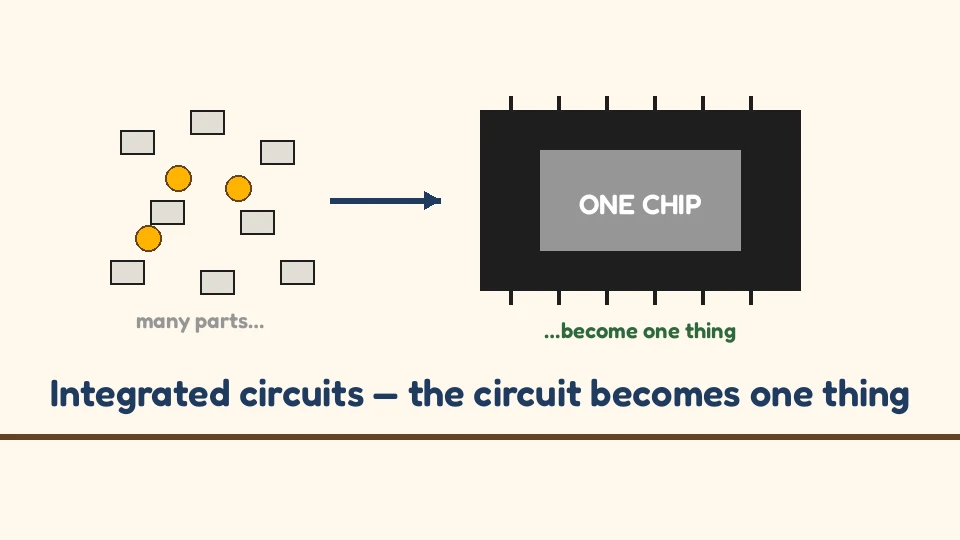 ONE CHIP
many parts...
...become one thing
Integrated circuits — the circuit becomes one thing